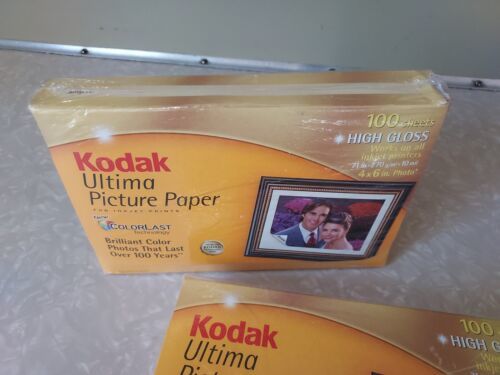 Kodak
Ultima
Picture Paper
FOR INKJET PRINTS
COLORLAST
technology
Brilliant Color
Photos That Last
Over 100 Years
100 sheets
HIGH GLOSS
Works on all
inkjet printers
4 x 6 in. Photo
Kodak
Ultima
100
HIGH G